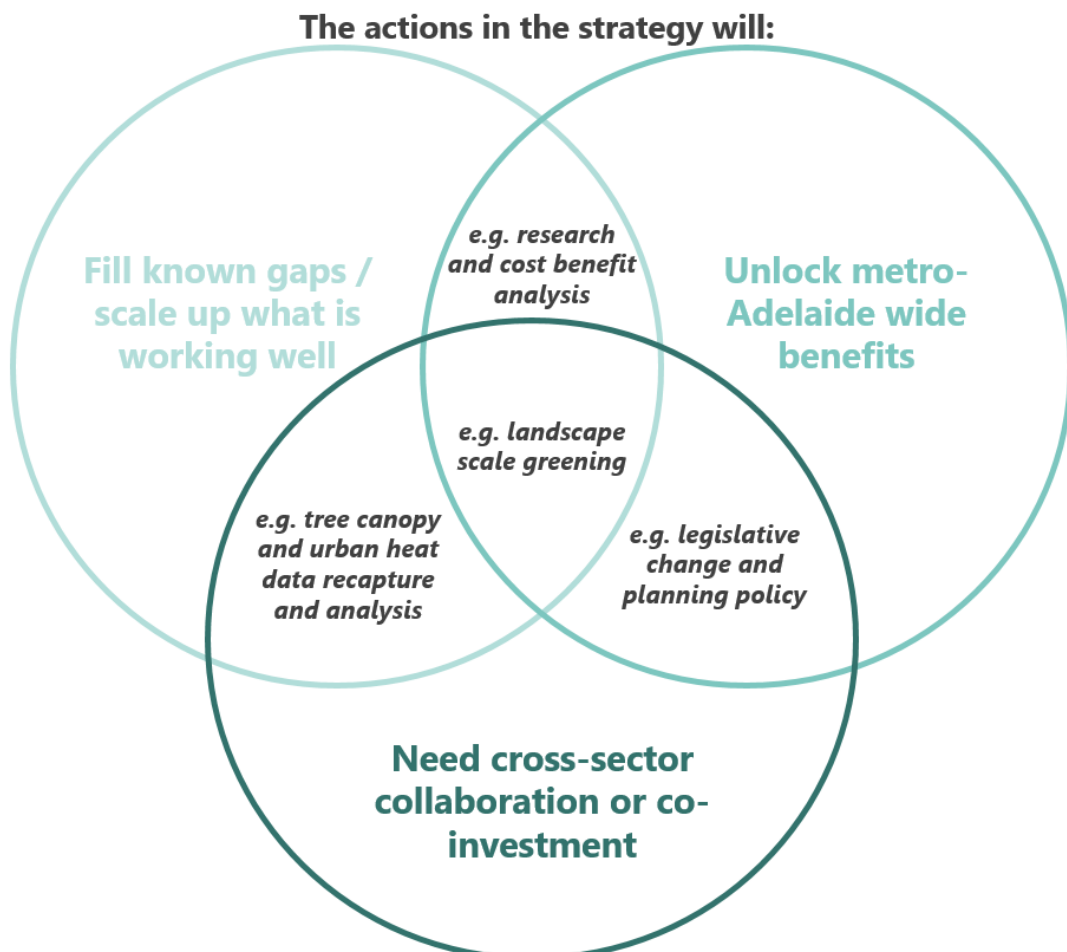 The actions in the strategy will:
Fill known gaps /
scale up what is
working well
e.g. research
and cost benefit
analysis
Unlock metro-
Adelaide wide
benefits
e.g. landscape
scale greening
e.g. tree canopy
and urban heat
data recapture
and analysis
e.g. legislative
change and
planning policy
Need cross-sector
collaboration or co-
investment